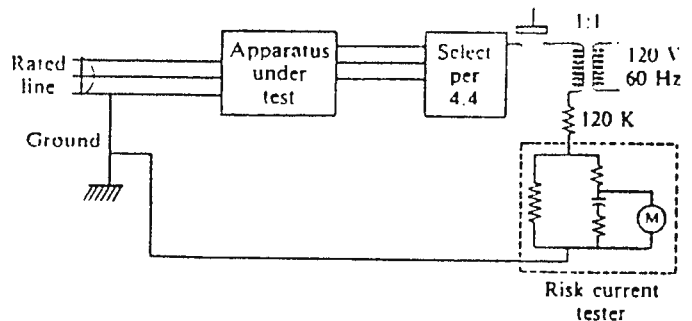 Rated
line
Apparatus
under
test
Select
per
4.4
1:1
120 V
60 Hz
120 K
Ground
M
Risk current
tester